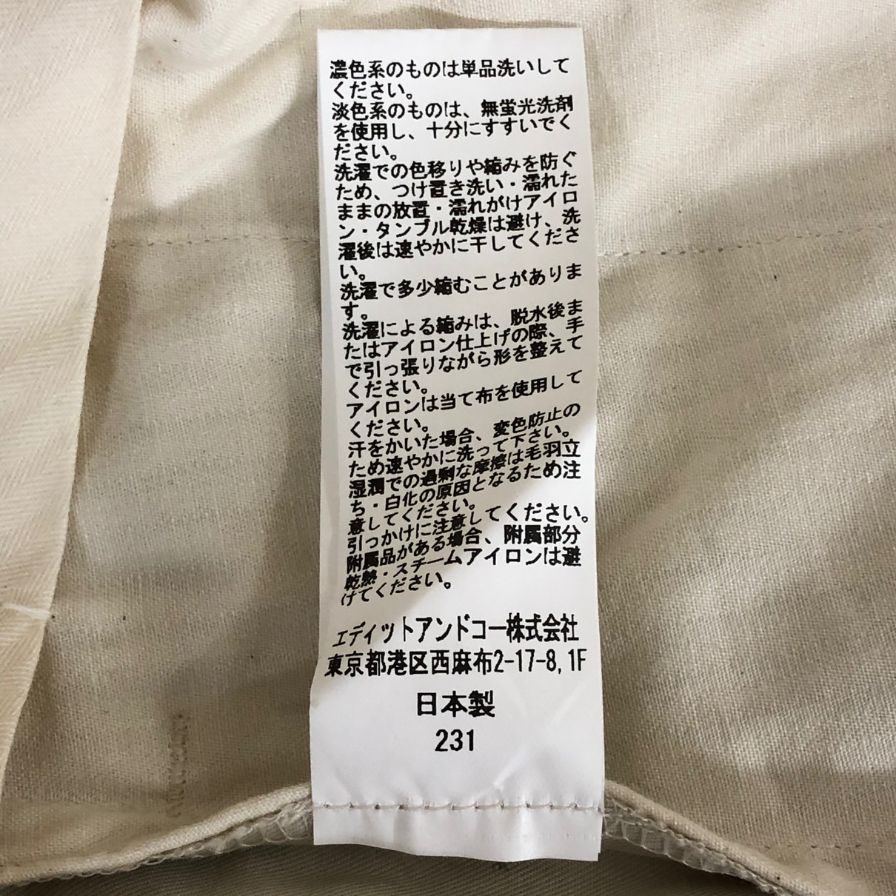 濃色系のものは単品洗いして
ください。
淡色系のものは、無蛍光洗剤
を使用し、十分にすすいでく
ださい。
洗濯での色移りや縮みを防ぐ
ため、つけ置き洗い・濡れた
ままの放置・濡れがけアイロ
ン・タンブル乾燥は避け、洗
濯後は速やかに干してくださ
い。
洗濯で多少縮むことがありま
す。
洗濯による縮みは、脱水後ま
たはアイロン仕上げの際、手
で引っ張りながら形を整えて
ください。
アイロンは当て布を使用して
ください。
汗をかいた場合、変色防止の
ため速やかに洗って下さい。
湿潤での過剰な摩擦は毛羽立
ち・白化の原因となるため注
意してください。
引っかけに注意してください。
附属品がある場合、附属部分
乾熱・スチームアイロンは避
けてください。
エディットアンドコー株式会社
東京都港区西麻布2-17-8,1F
日本製
231